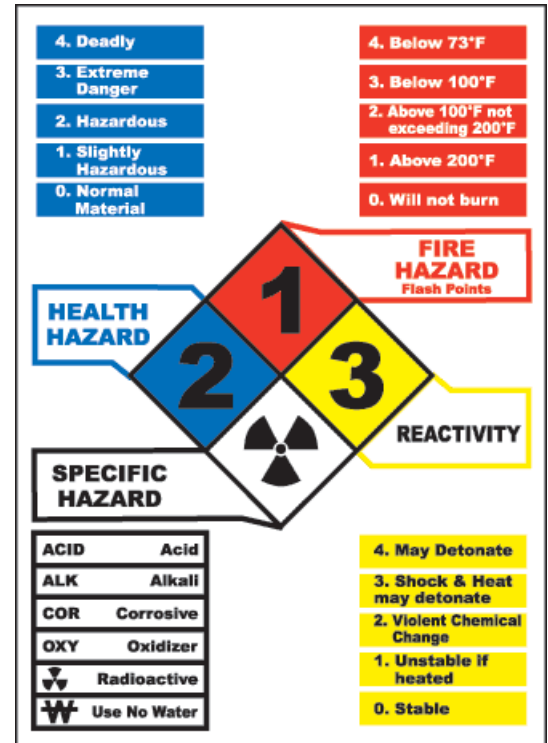 4. Deadly
3. Extreme
Danger
2. Hazardous
1. Slightly
Hazardous
0. Normal
Material
4. Below 73°F
3. Below 100°F
2. Above 100°F not
exceeding 200°F
1. Above 200°F
0. Will not burn
FIRE
HAZARD
Flash Points
HEALTH
HAZARD
1
2
3
REACTIVITY
SPECIFIC
HAZARD
ACID Acid
ALK Alkali
COR Corrosive
OXY Oxidizer
Radioactive
W Use No Water
4. May Detonate
3. Shock & Heat
may detonate
2. Violent Chemical
Change
1. Unstable if
heated
0. Stable